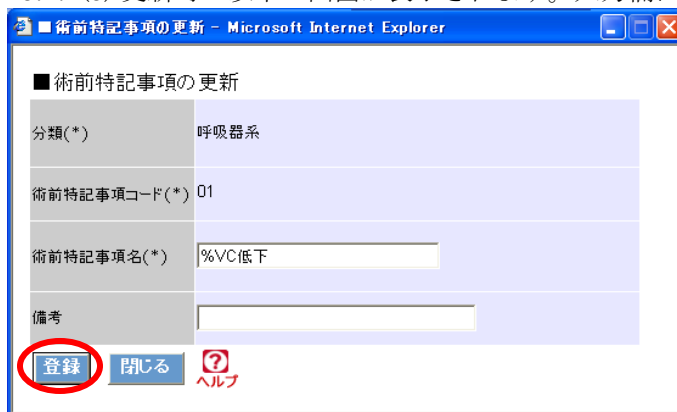 ■術前特記事項の更新 - Microsoft Internet Explorer
■術前特記事項の更新
分類(*) 呼吸器系
術前特記事項コード(*) 01
術前特記事項名(*) %VC低下
備考
登録 閉じる ?
ヘルプ